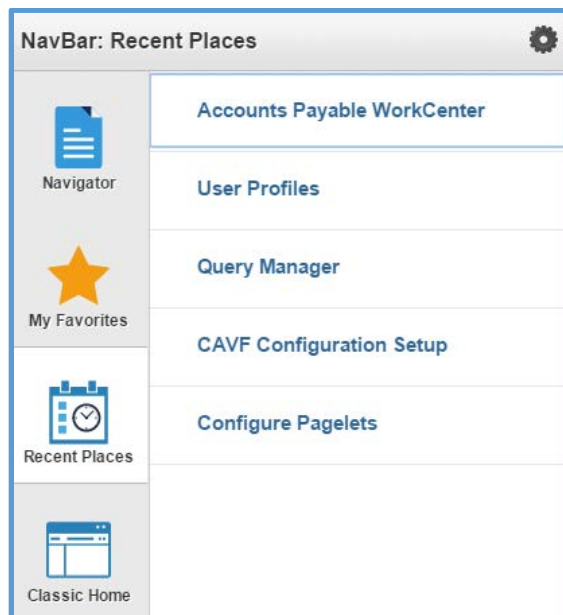 NavBar: Recent Places
Navigator
My Favorites
Recent Places
Classic Home
Accounts Payable WorkCenter
User Profiles
Query Manager
CAVF Configuration Setup
Configure Pagelets